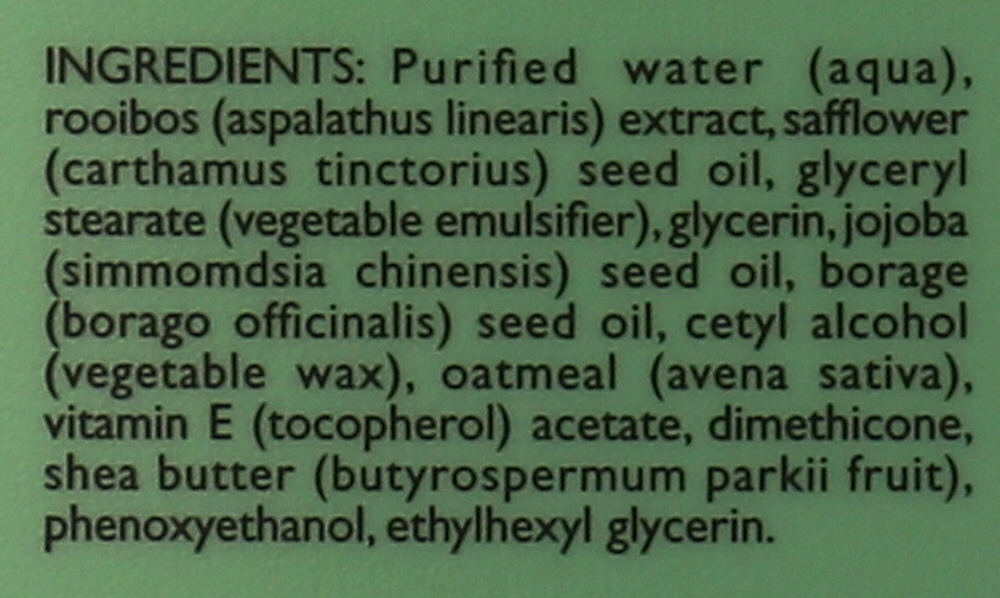 INGREDIENTS: Purified water (aqua),
rooibos (aspalathus linearis) extract, safflower
(carthamus tinctorius) seed oil, glyceryl
stearate (vegetable emulsifier), glycerin, jojoba
(simmomdsia chinensis) seed oil, borage
(borago officinalis) seed oil, cetyl alcohol
(vegetable wax), oatmeal (avena sativa),
vitamin E (tocopherol) acetate, dimethicone,
shea butter (butyrospermum parkii fruit),
phenoxyethanol, ethylhexyl glycerin.